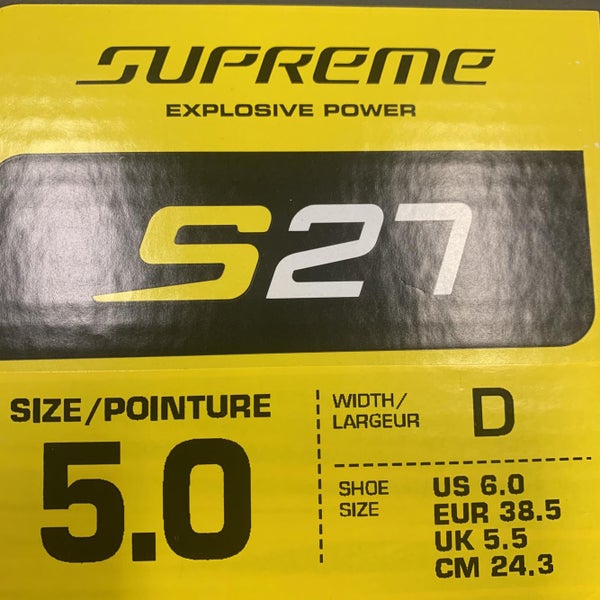 SUPREME
EXPLOSIVE POWER
S27
SIZE/POINTURE
5.0
WIDTH/
LARGEUR
D
SHOE
SIZE
US 6.0
EUR 38.5
UK 5.5
CM 24.3